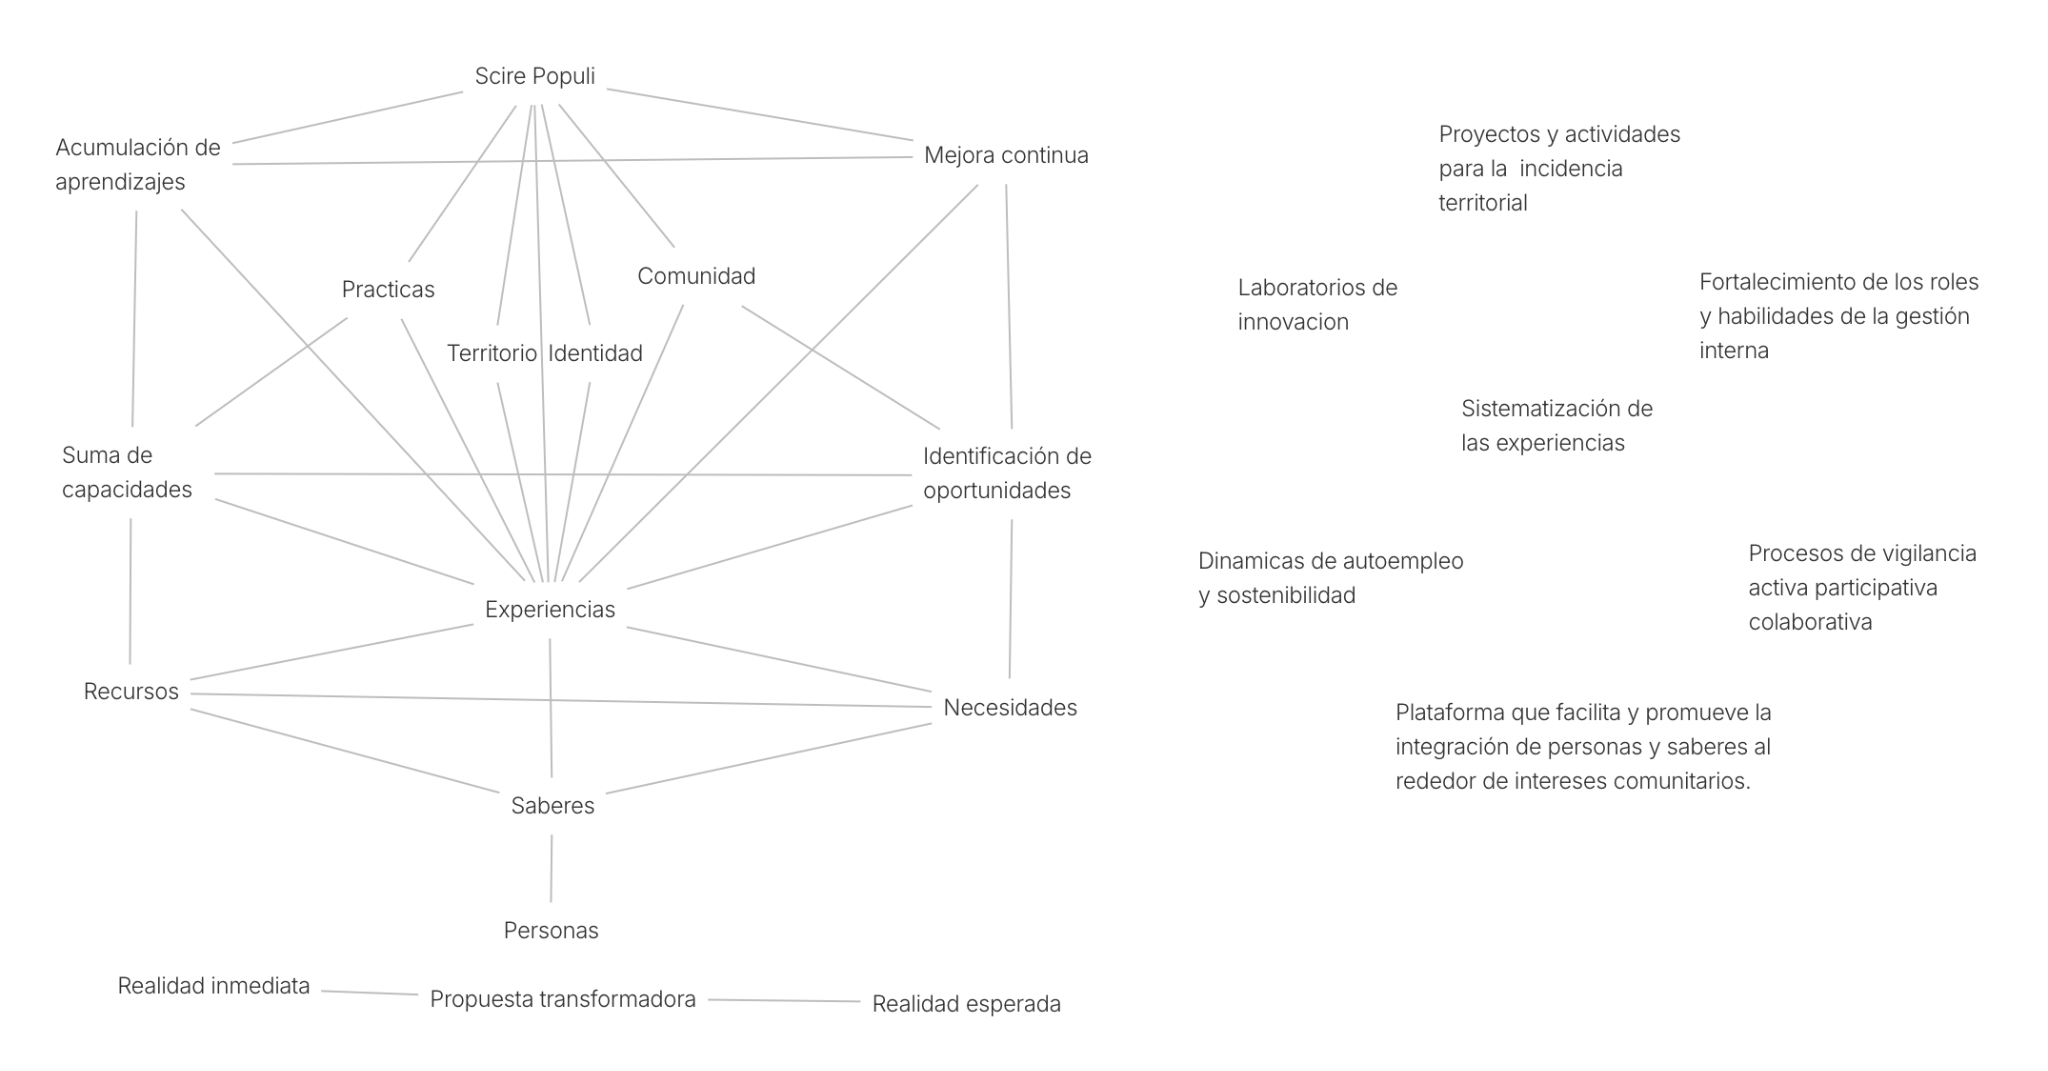 Scire Populi
Acumulación de
aprendizajes
Mejora continua
Practicas
Comunidad
Territorio
Identidad
Suma de
capacidades
Identificación de
oportunidades
Experiencias
Recursos
Necesidades
Saberes
Personas
Realidad inmediata
Propuesta transformadora
Realidad esperada
Proyectos y actividades
para la  incidencia
territorial
Laboratorios de
innovacion
Fortalecimiento de los roles
y habilidades de la gestión
interna
Sistematización de
las experiencias
Dinamicas de autoempleo
y sostenibilidad
Procesos de vigilancia
activa participativa
colaborativa
Plataforma que facilita y promueve la
integración de personas y saberes al
rededor de intereses comunitarios.